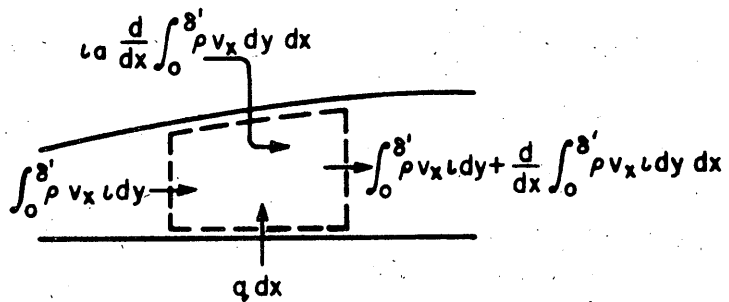 ιa d/dx ∫₀^δ' ρ vₓ dy dx
∫₀^δ' ρ vₓ ι dy
∫₀^δ' ρ vₓ ι dy + d/dx ∫₀^δ' ρ vₓ ι dy dx
q dx